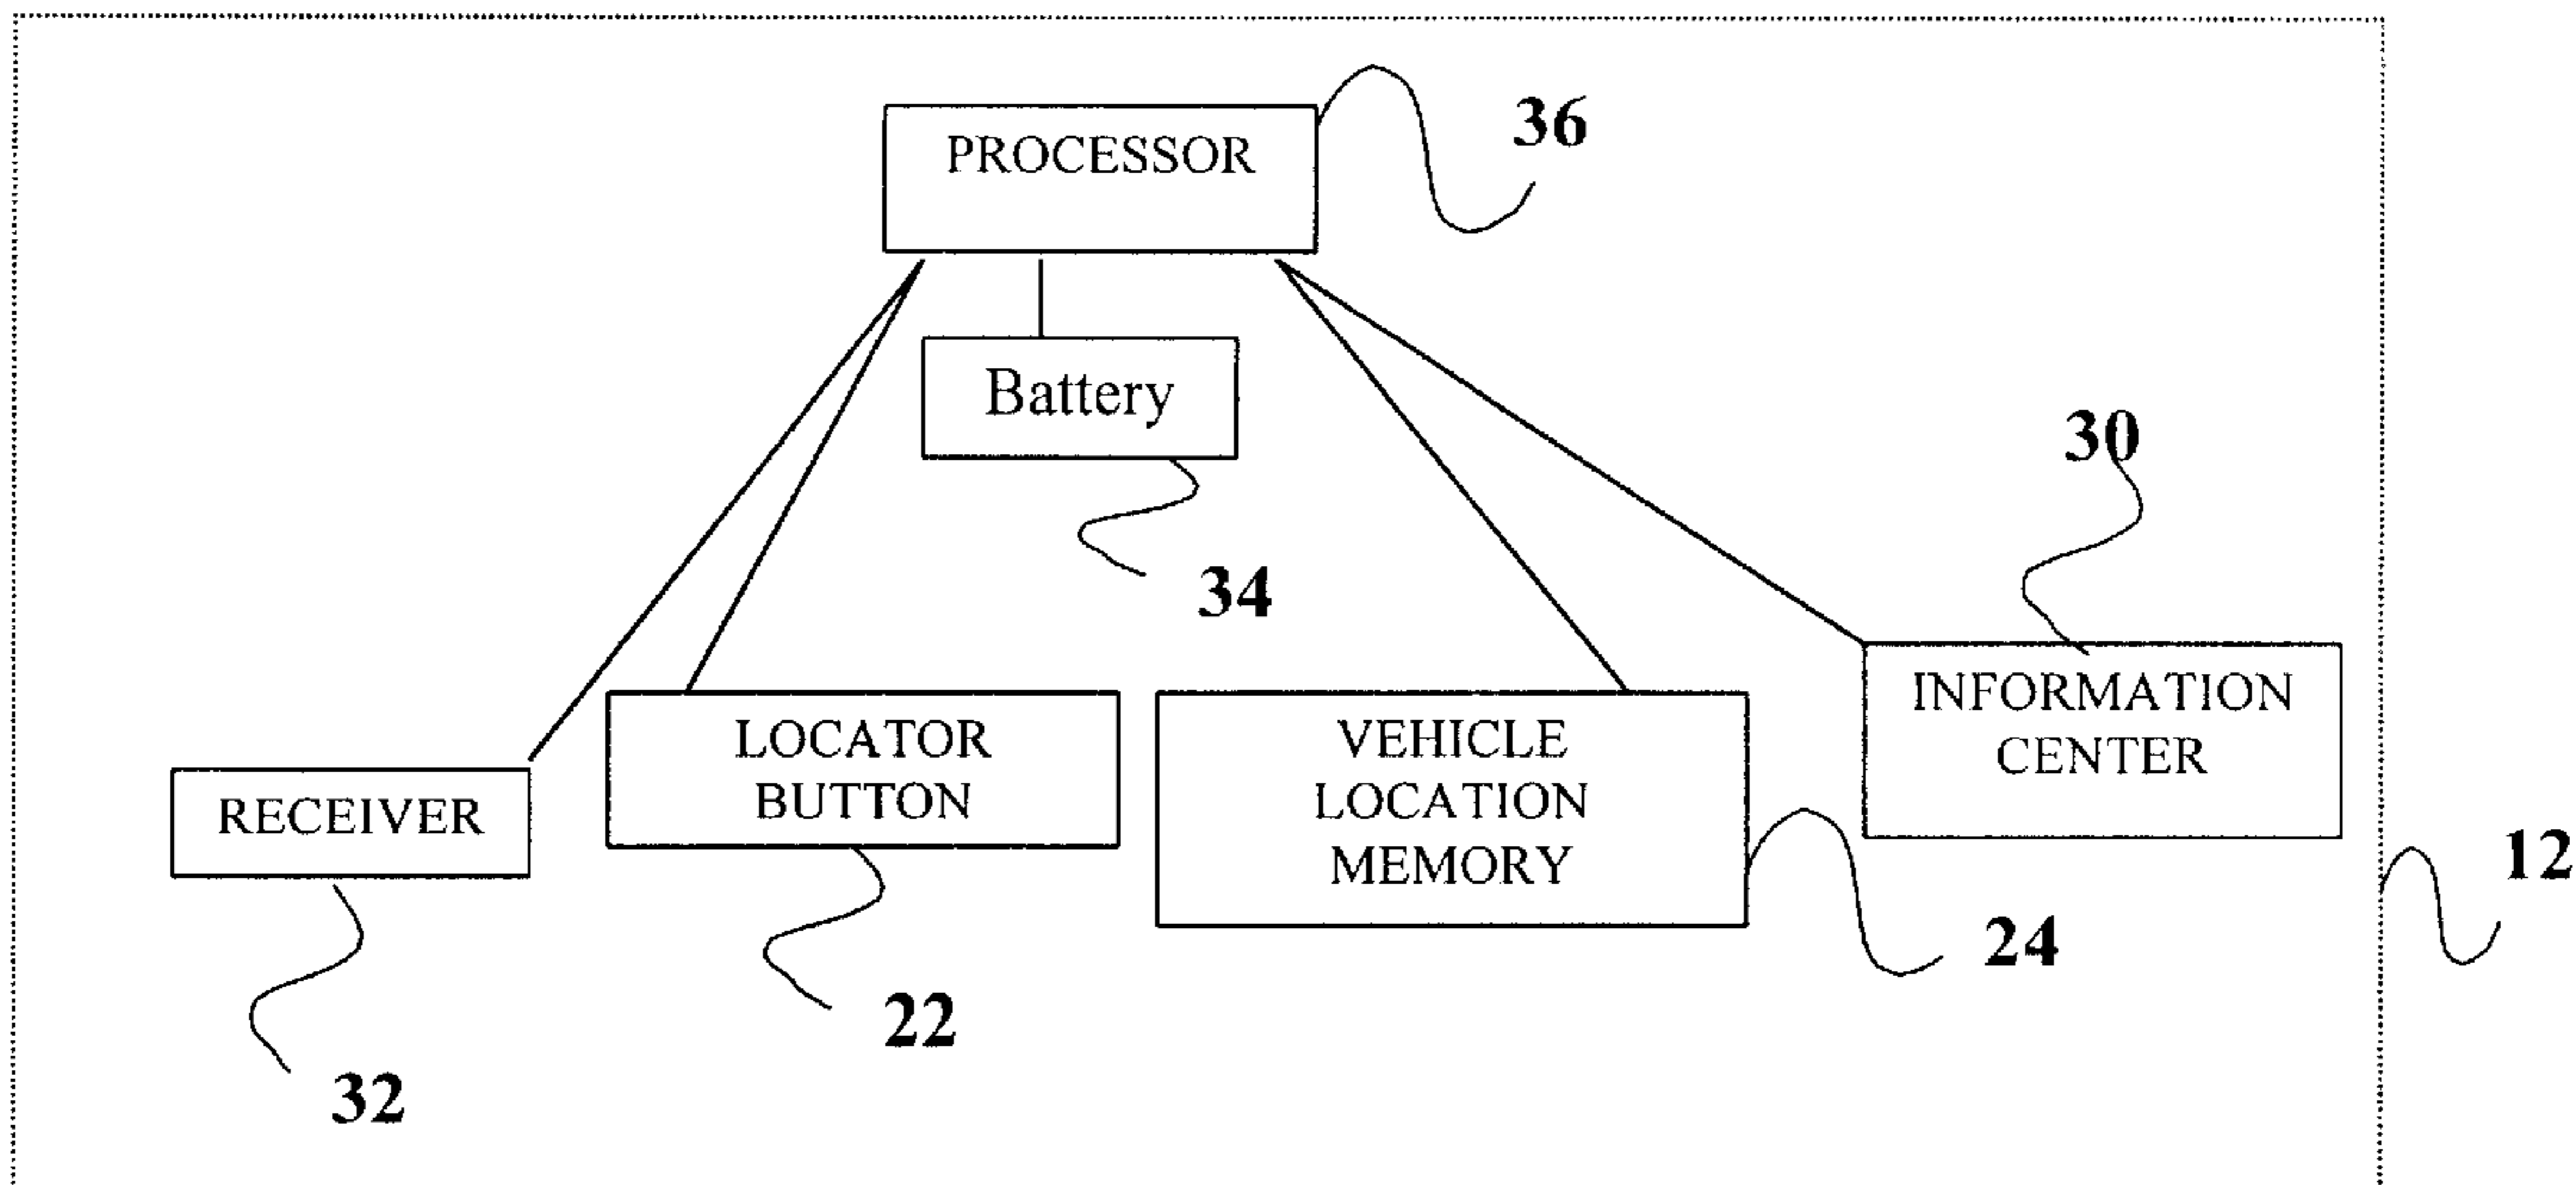 PROCESSOR
36
Battery
34
30
INFORMATION
CENTER
LOCATOR
BUTTON
VEHICLE
LOCATION
MEMORY
RECEIVER
12
24
22
32